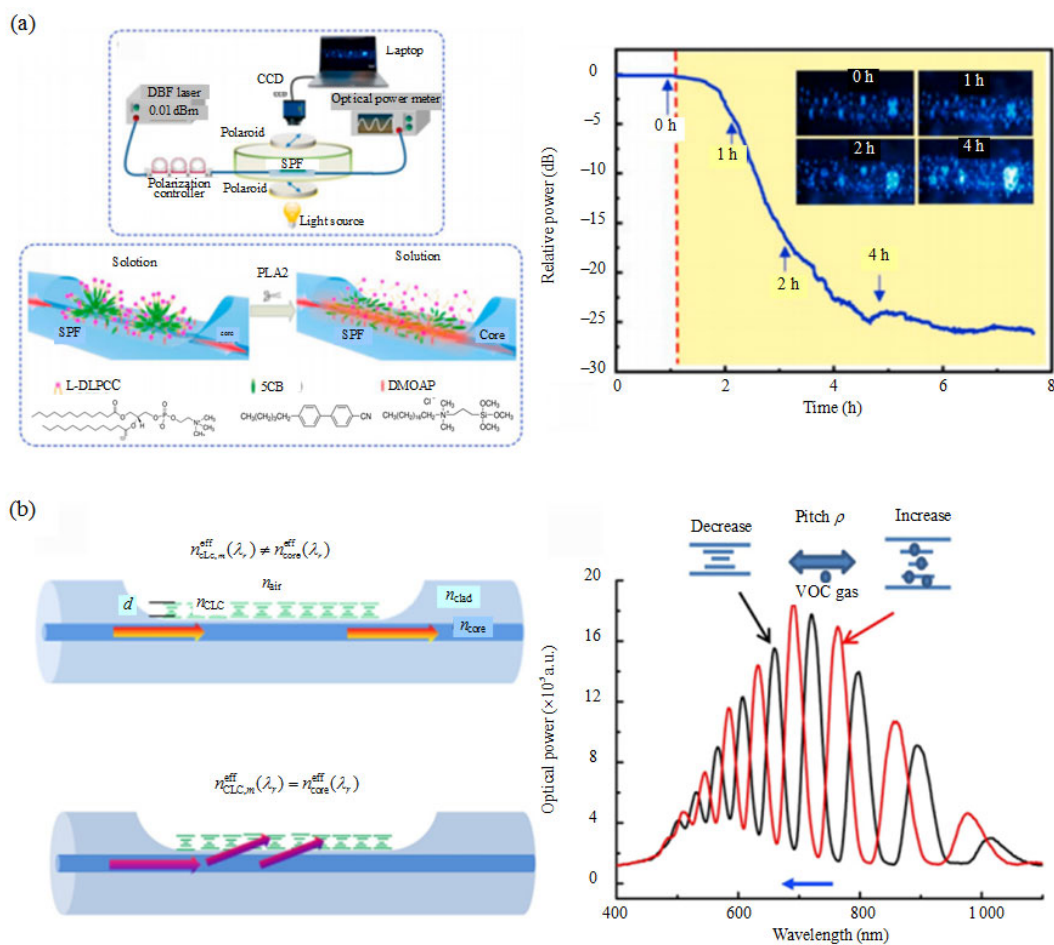 (a)
Laptop
CCD
CCD
DBF laser
0.01 dBm
Optical power meter
Polaroid
SPF
Polarization
controller
Polaroid
Light source
Solotion
Solution
PLA2
SPF
core
SPF
Core
L-DLPCC
5CB
DMOAP
Relative power (dB)
0
−5
−10
−15
−20
−25
−30
0 h
1 h
2 h
4 h
0 h
1 h
2 h
4 h
0
2
4
6
8
Time (h)
(b)
n^eff_cLc,m(λ_r) ≠ n^eff_core(λ_r)
n_air
d
n_CLC
n_clad
n_core
n^eff_CLC,m(λ_r) = n^eff_core(λ_r)
Decrease
Pitch ρ
Increase
VOC gas
Optical power (×10³ a.u.)
20
16
12
8
4
0
400
600
800
1 000
Wavelength (nm)